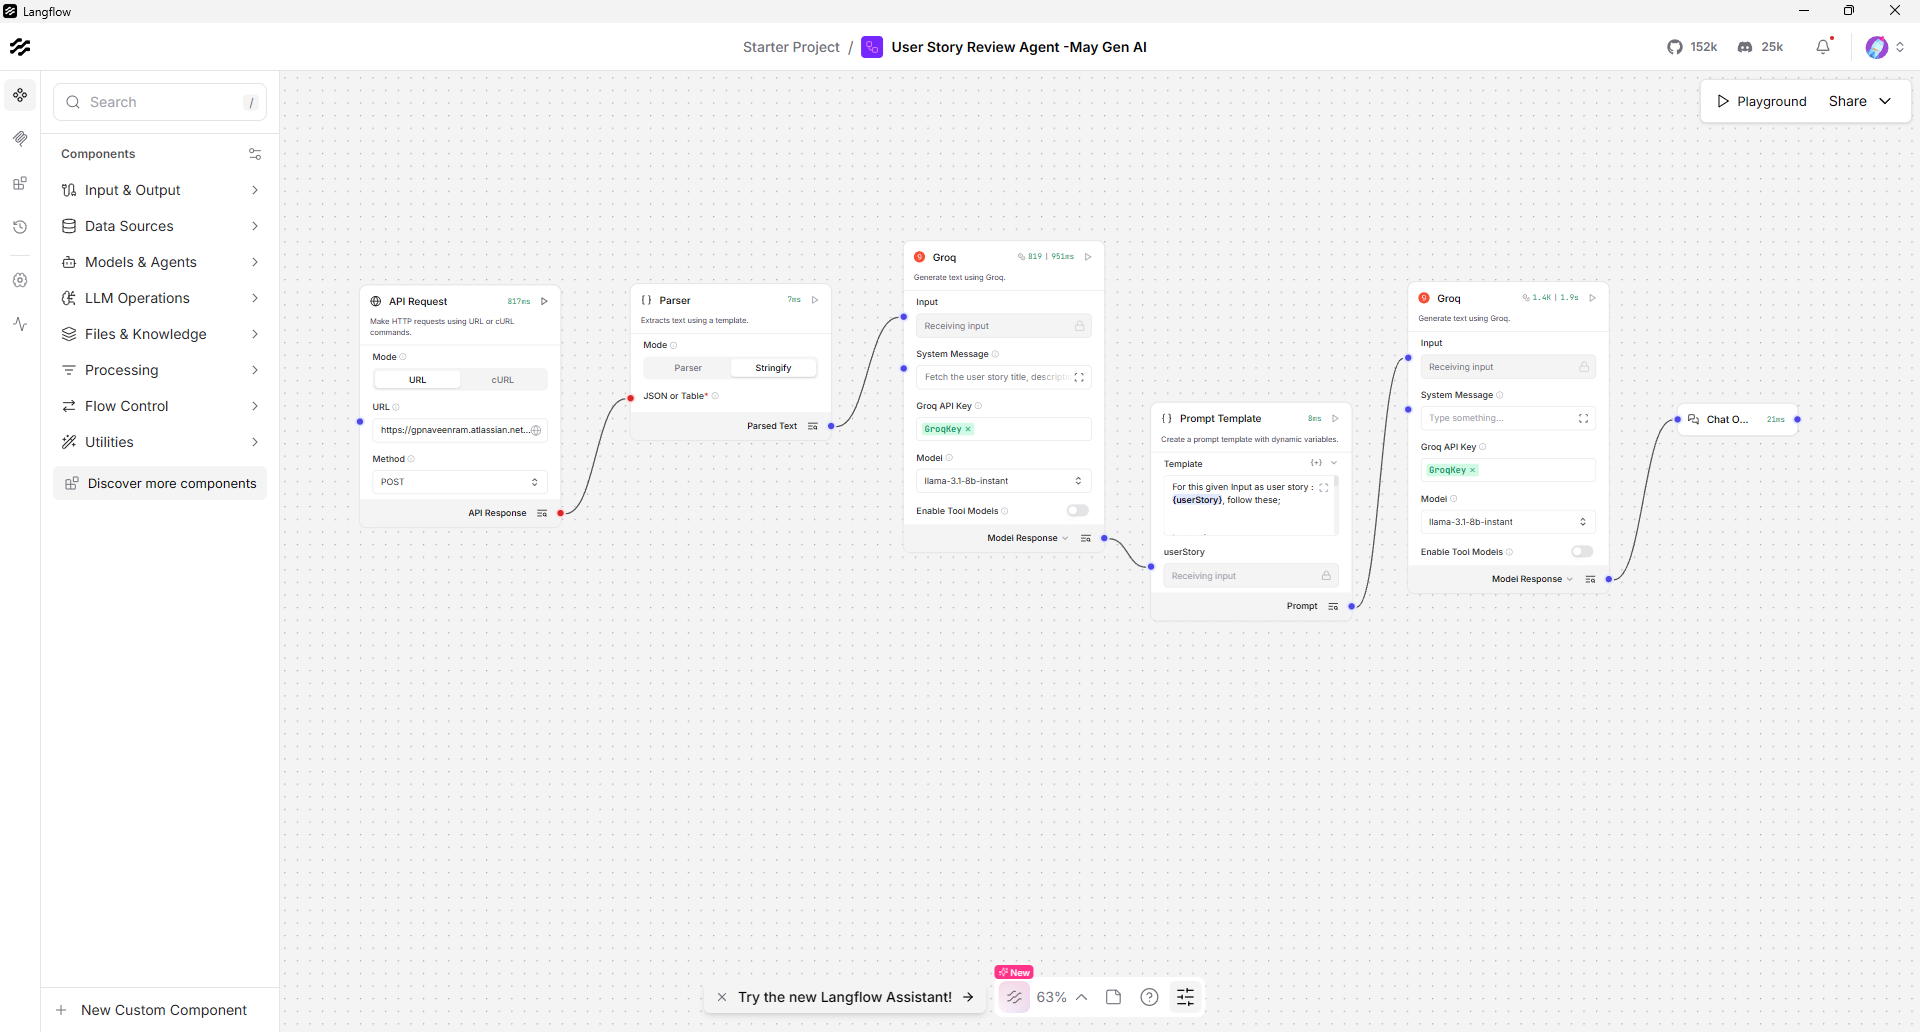 Langflow
Starter Project / User Story Review Agent -May Gen AI
152k
25k
Search /
Playground
Share
Components
Input & Output
Data Sources
Models & Agents
LLM Operations
Files & Knowledge
Processing
Flow Control
Utilities
Discover more components
New Custom Component
API Request 817ms
Make HTTP requests using URL or cURL
commands.
Mode
URL cURL
URL
https://gpnaveenram.atlassian.net...
Method
POST
API Response
Parser 7ms
Extracts text using a template.
Mode
Parser Stringify
JSON or Table*
Parsed Text
Groq 819 | 951ms
Generate text using Groq.
Input
Receiving input
System Message
Fetch the user story title, descript
Groq API Key
GroqKey ×
Model
llama-3.1-8b-instant
Enable Tool Models
Model Response
Prompt Template 8ms
Create a prompt template with dynamic variables.
Template {+}
For this given Input as user story :
{userStory}, follow these;
userStory
Receiving input
Prompt
Groq 1.4K | 1.9s
Generate text using Groq.
Input
Receiving input
System Message
Type something...
Groq API Key
GroqKey ×
Model
llama-3.1-8b-instant
Enable Tool Models
Model Response
Chat O... 21ms
New
Try the new Langflow Assistant!
63%